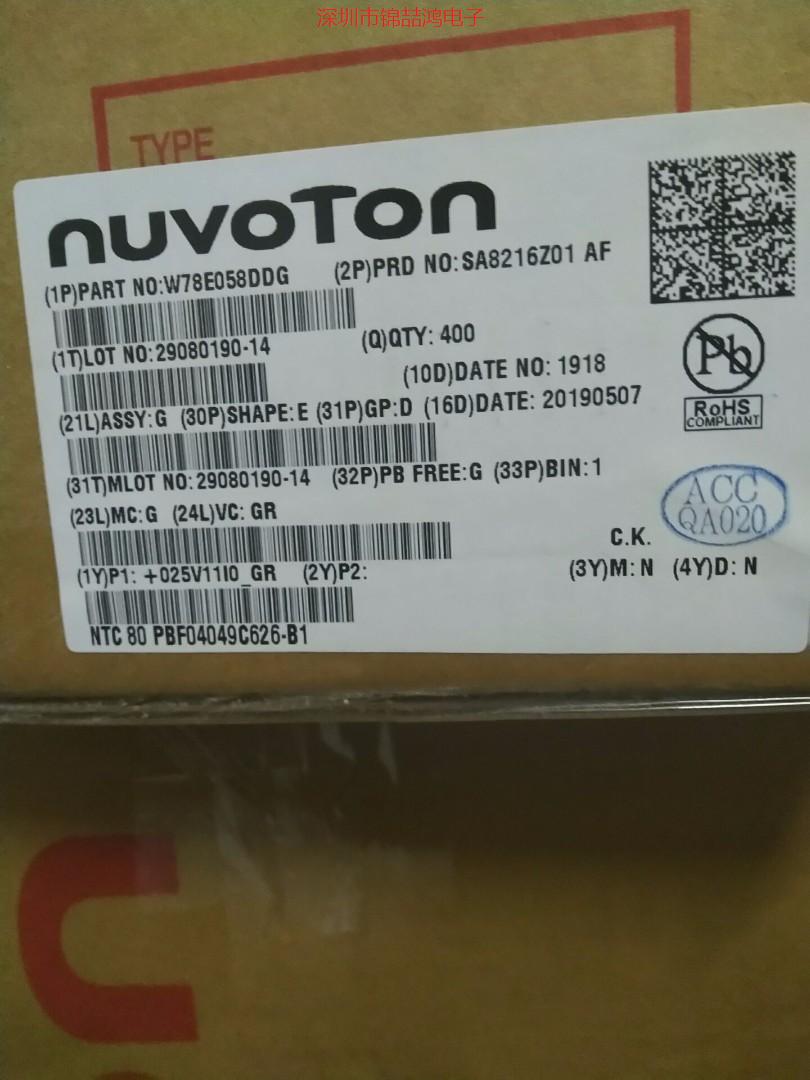 深圳市锦喆鸿电子
TYPE
nuvoTon
(1P)PART NO:W78E058DDG (2P)PRD NO:SA8216Z01 AF
(1T)LOT NO:29080190-14 (Q)QTY: 400
(10D)DATE NO: 1918
(21L)ASSY:G (30P)SHAPE:E (31P)GP:D (16D)DATE: 20190507
(31T)MLOT NO:29080190-14 (32P)PB FREE:G (33P)BIN:1
(23L)MC:G (24L)VC: GR
C.K.
(1Y)P1: +025V11I0_GR (2Y)P2: (3Y)M: N (4Y)D: N
NTC 80 PBF04049C626-B1
Pb
RoHS
COMPLIANT
ACC
QA020